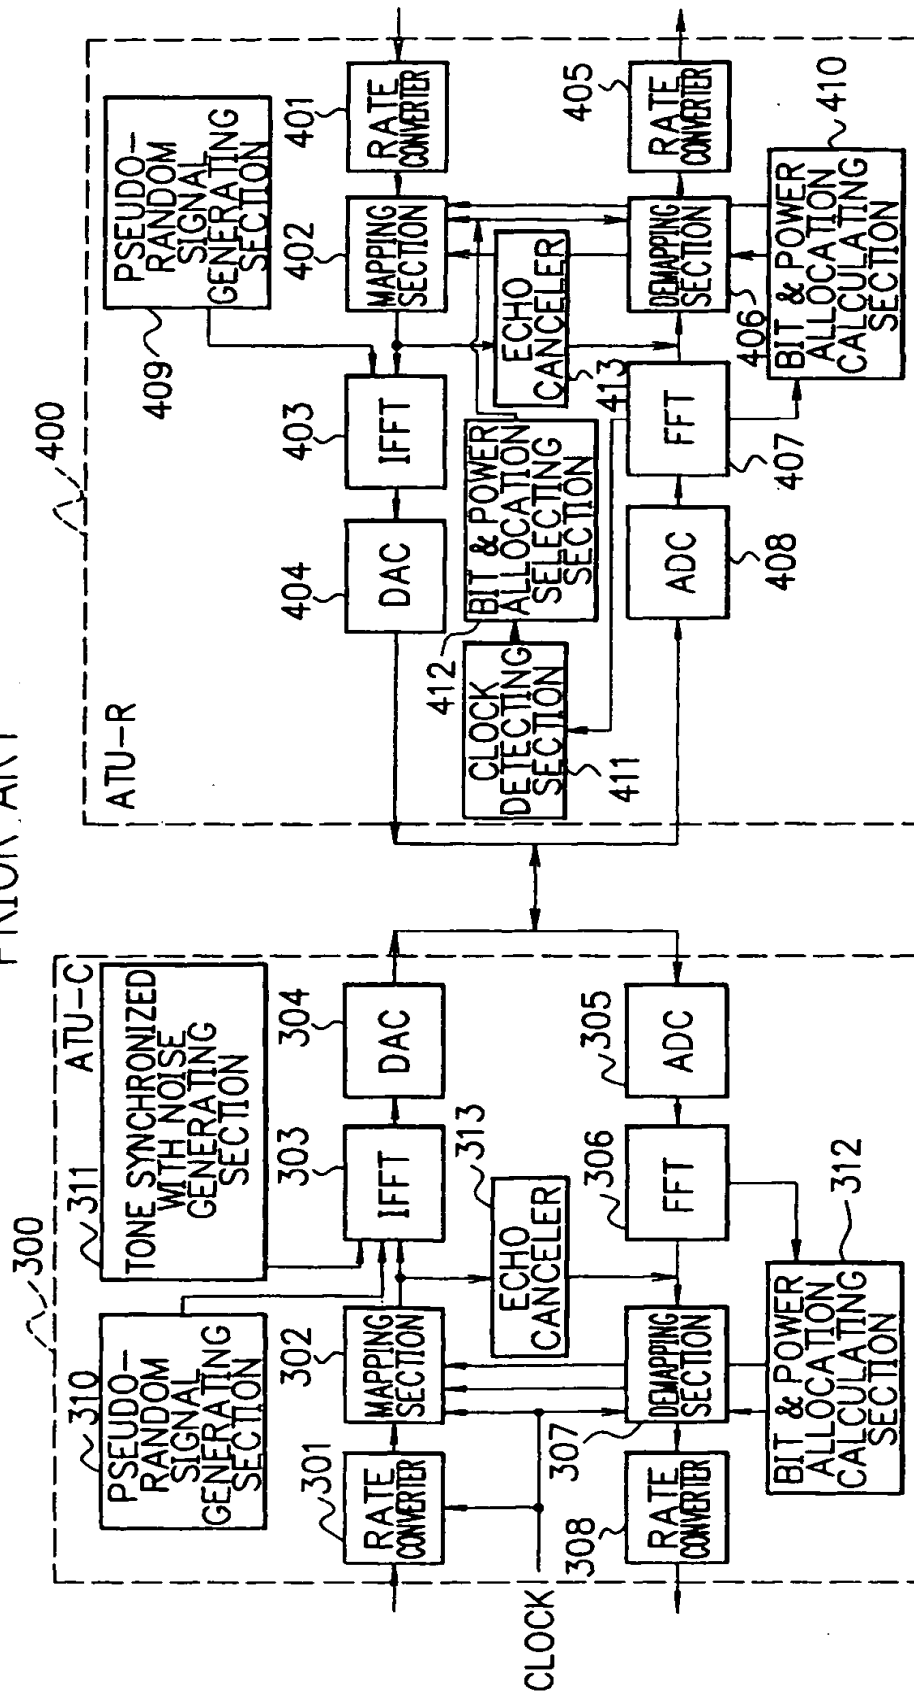 PRIOR ART
300
ATU-C
310
PSEUDO-
RANDOM
SIGNAL
GENERATING
SECTION
311
TONE SYNCHRONIZED
WITH NOISE
GENERATING
SECTION
301
RATE
CONVERTER
302
MAPPING
SECTION
303
IFFT
304
DAC
313
ECHO
CANCELER
CLOCK
308
RATE
CONVERTER
307
DEMAPPING
SECTION
306
FFT
305
ADC
312
BIT & POWER
ALLOCATION
CALCULATING
SECTION
400
ATU-R
409
PSEUDO-
RANDOM
SIGNAL
GENERATING
SECTION
404
DAC
403
IFFT
402
MAPPING
SECTION
401
RATE
CONVERTER
CLOCK
DETECTING
SECTION
411
412
BIT & POWER
ALLOCATION
SELECTING
SECTION
ECHO
CANCELER
413
408
ADC
407
FFT
406
DEMAPPING
SECTION
405
RATE
CONVERTER
410
BIT & POWER
ALLOCATION
CALCULATING
SECTION